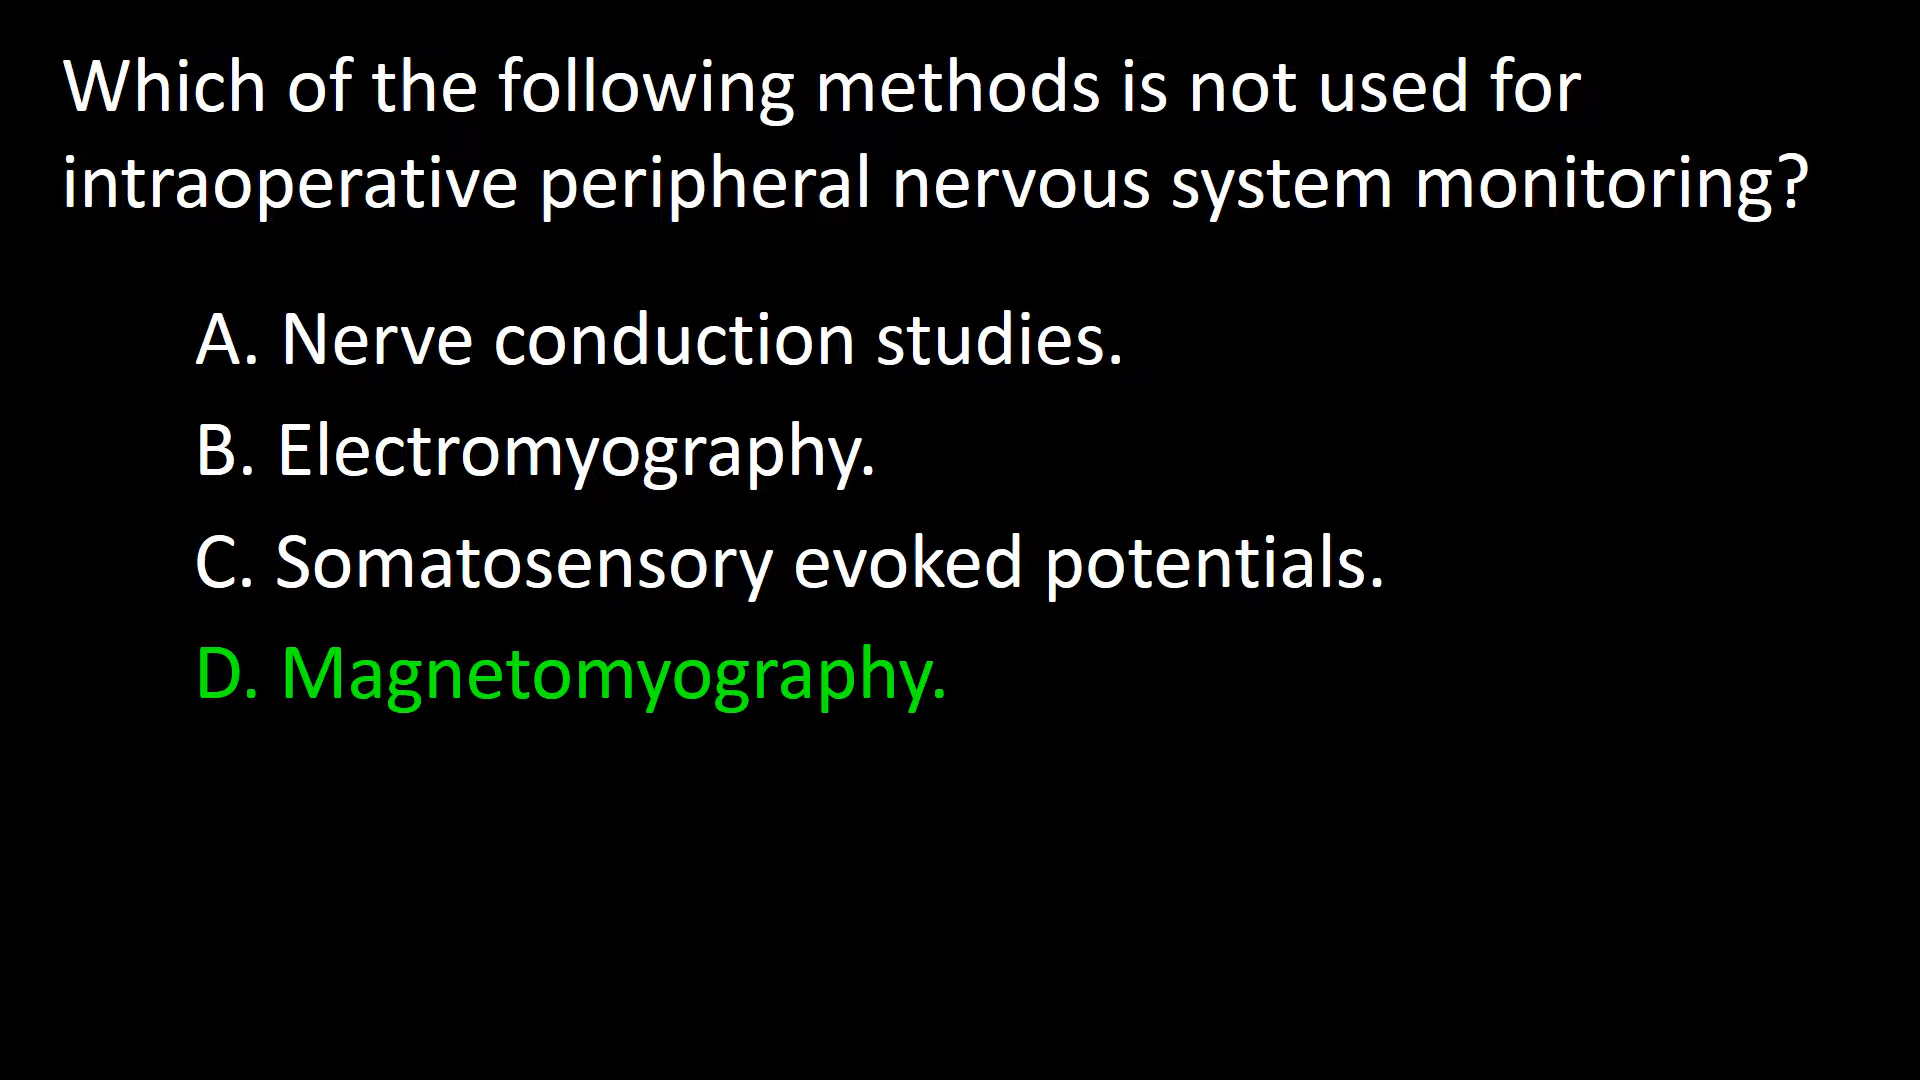 Which of the following methods is not used for
intraoperative peripheral nervous system monitoring?
A. Nerve conduction studies.
B. Electromyography.
C. Somatosensory evoked potentials.
D. Magnetomyography.